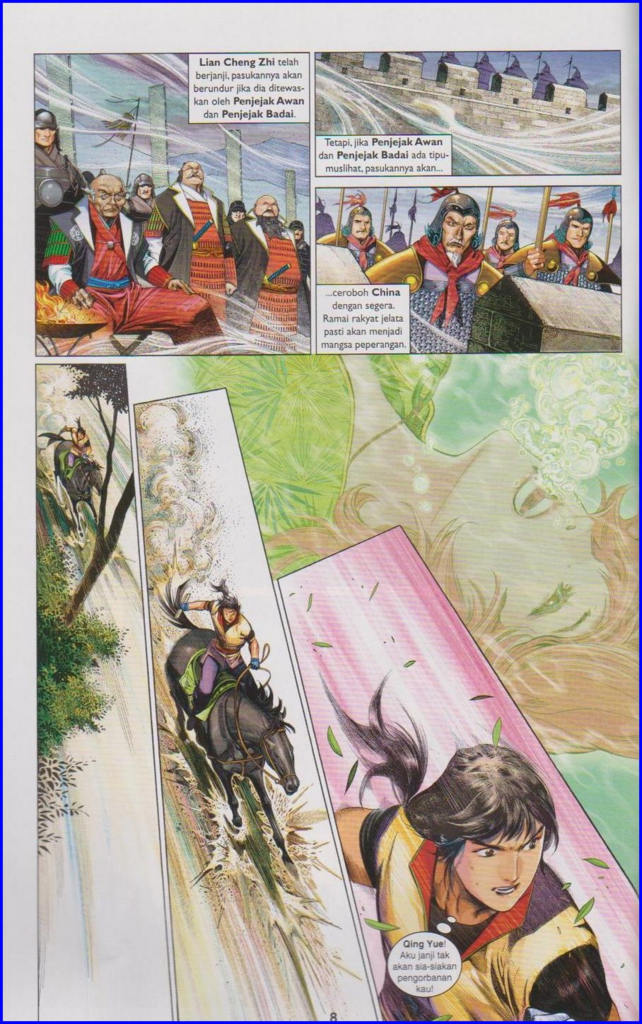 Lian Cheng Zhi telah
berjanji, pasukannya akan
berundur jika dia ditewas-
kan oleh Penjejak Awan
dan Penjejak Badai.
Tetapi, jika Penjejak Awan
dan Penjejak Badai ada tipu-
muslihat, pasukannya akan...
...ceroboh China
dengan segera.
Ramai rakyat jelata
pasti akan menjadi
mangsa peperangan.
Qing Yue!
Aku janji tak
akan sia-siakan
pengorbanan
kau!
8